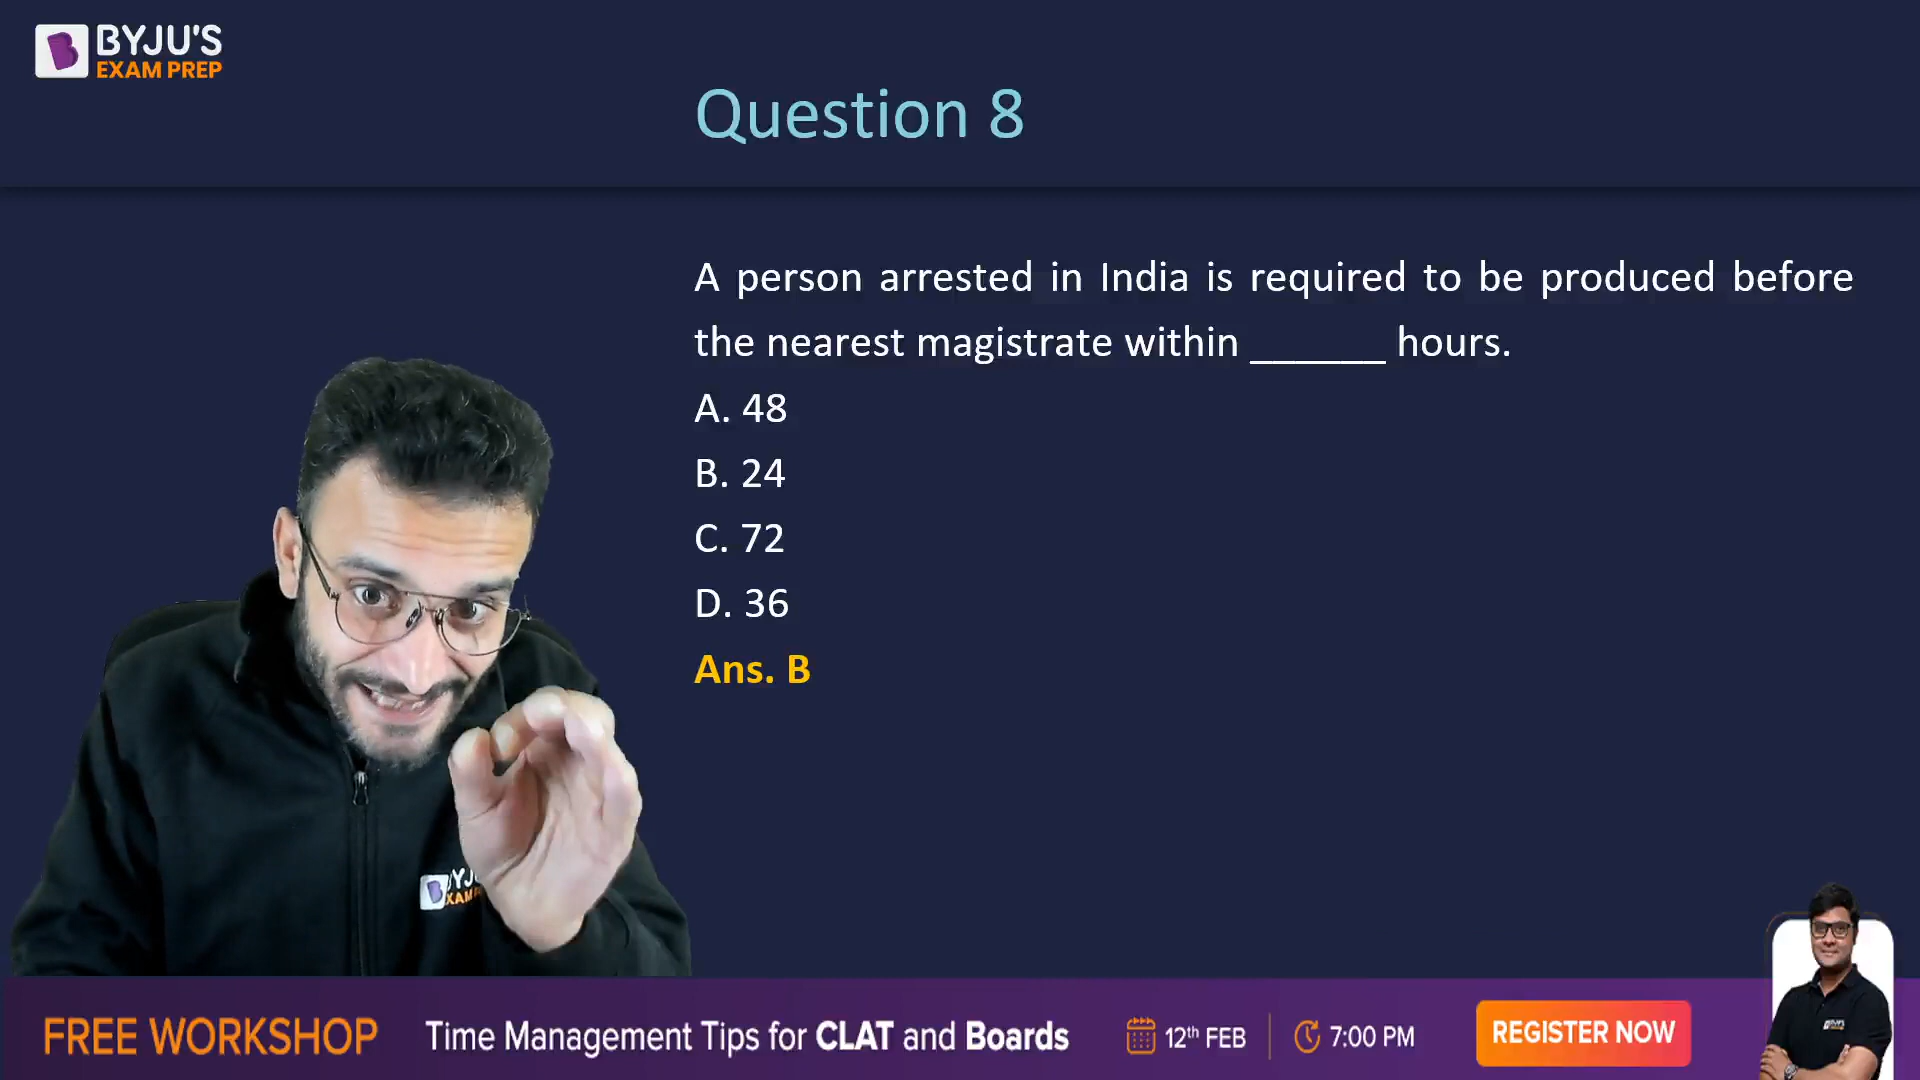 BYJU'S
EXAM PREP
Question 8
A person arrested in India is required to be produced before
the nearest magistrate within ______ hours.
A. 48
B. 24
C. 72
D. 36
Ans. B
FREE WORKSHOP
Time Management Tips for CLAT and Boards
12th FEB
7:00 PM
REGISTER NOW